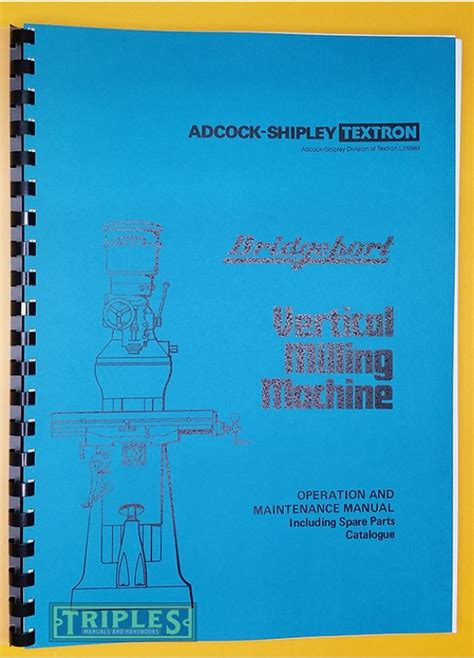 ADCOCK-SHIPLEY TEXTRON
Adcock-Shipley Division of Textron Limited
Bridgeport
Vertical
Milling
Machine
OPERATION AND
MAINTENANCE MANUAL
Including Spare Parts
Catalogue
TRIPLES
MANUALS AND HANDBOOKS